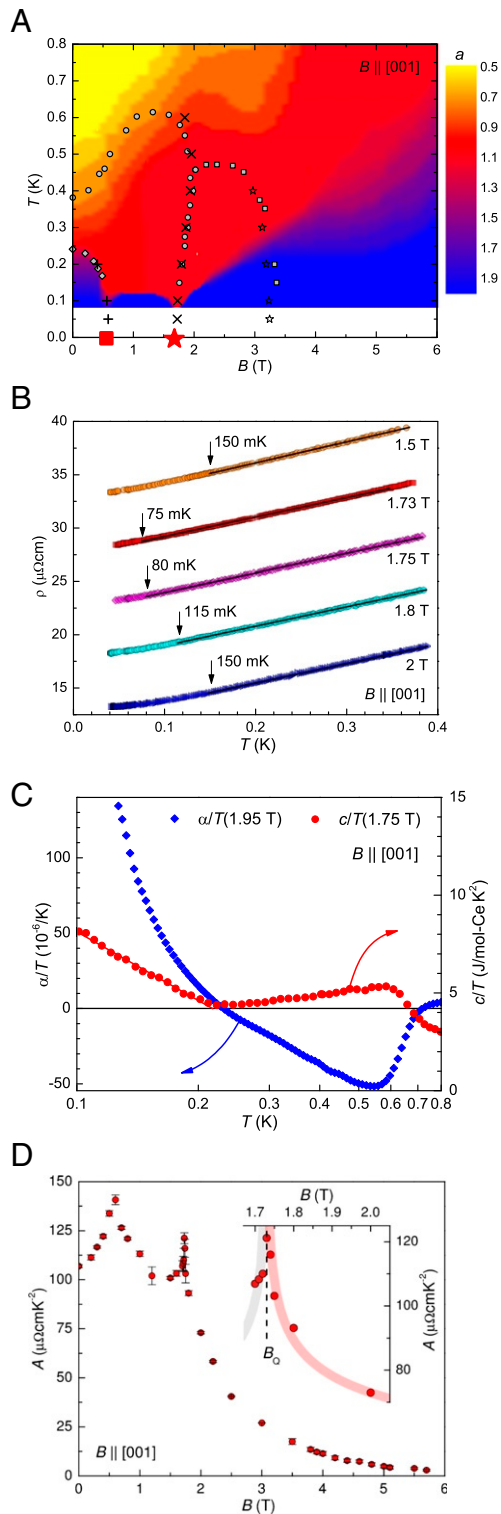 A
B || [001]
a
0.8
0.7
0.6
0.5
0.4
0.3
0.2
0.1
0.0
T (K)
0.5
0.7
0.9
1.1
1.3
1.5
1.7
1.9
0 1 2 3 4 5 6
B (T)
B
40
35
30
25
20
15
ρ (μΩcm)
150 mK
1.5 T
75 mK
1.73 T
80 mK
1.75 T
115 mK
1.8 T
150 mK
2 T
B || [001]
0.0 0.1 0.2 0.3 0.4
T (K)
C
α/T(1.95 T) c/T(1.75 T)
B || [001]
100
50
0
-50
α/T (10⁻⁶/K)
15
10
5
0
c/T (J/mol-Ce K²)
0.1 0.2 0.3 0.4 0.5 0.6 0.7 0.8
T (K)
D
150
125
100
75
50
25
0
A (μΩcmK⁻²)
B (T)
1.7 1.8 1.9 2.0
120
100
80
A (μΩcmK⁻²)
B_Q
B || [001]
0 1 2 3 4 5 6
B (T)